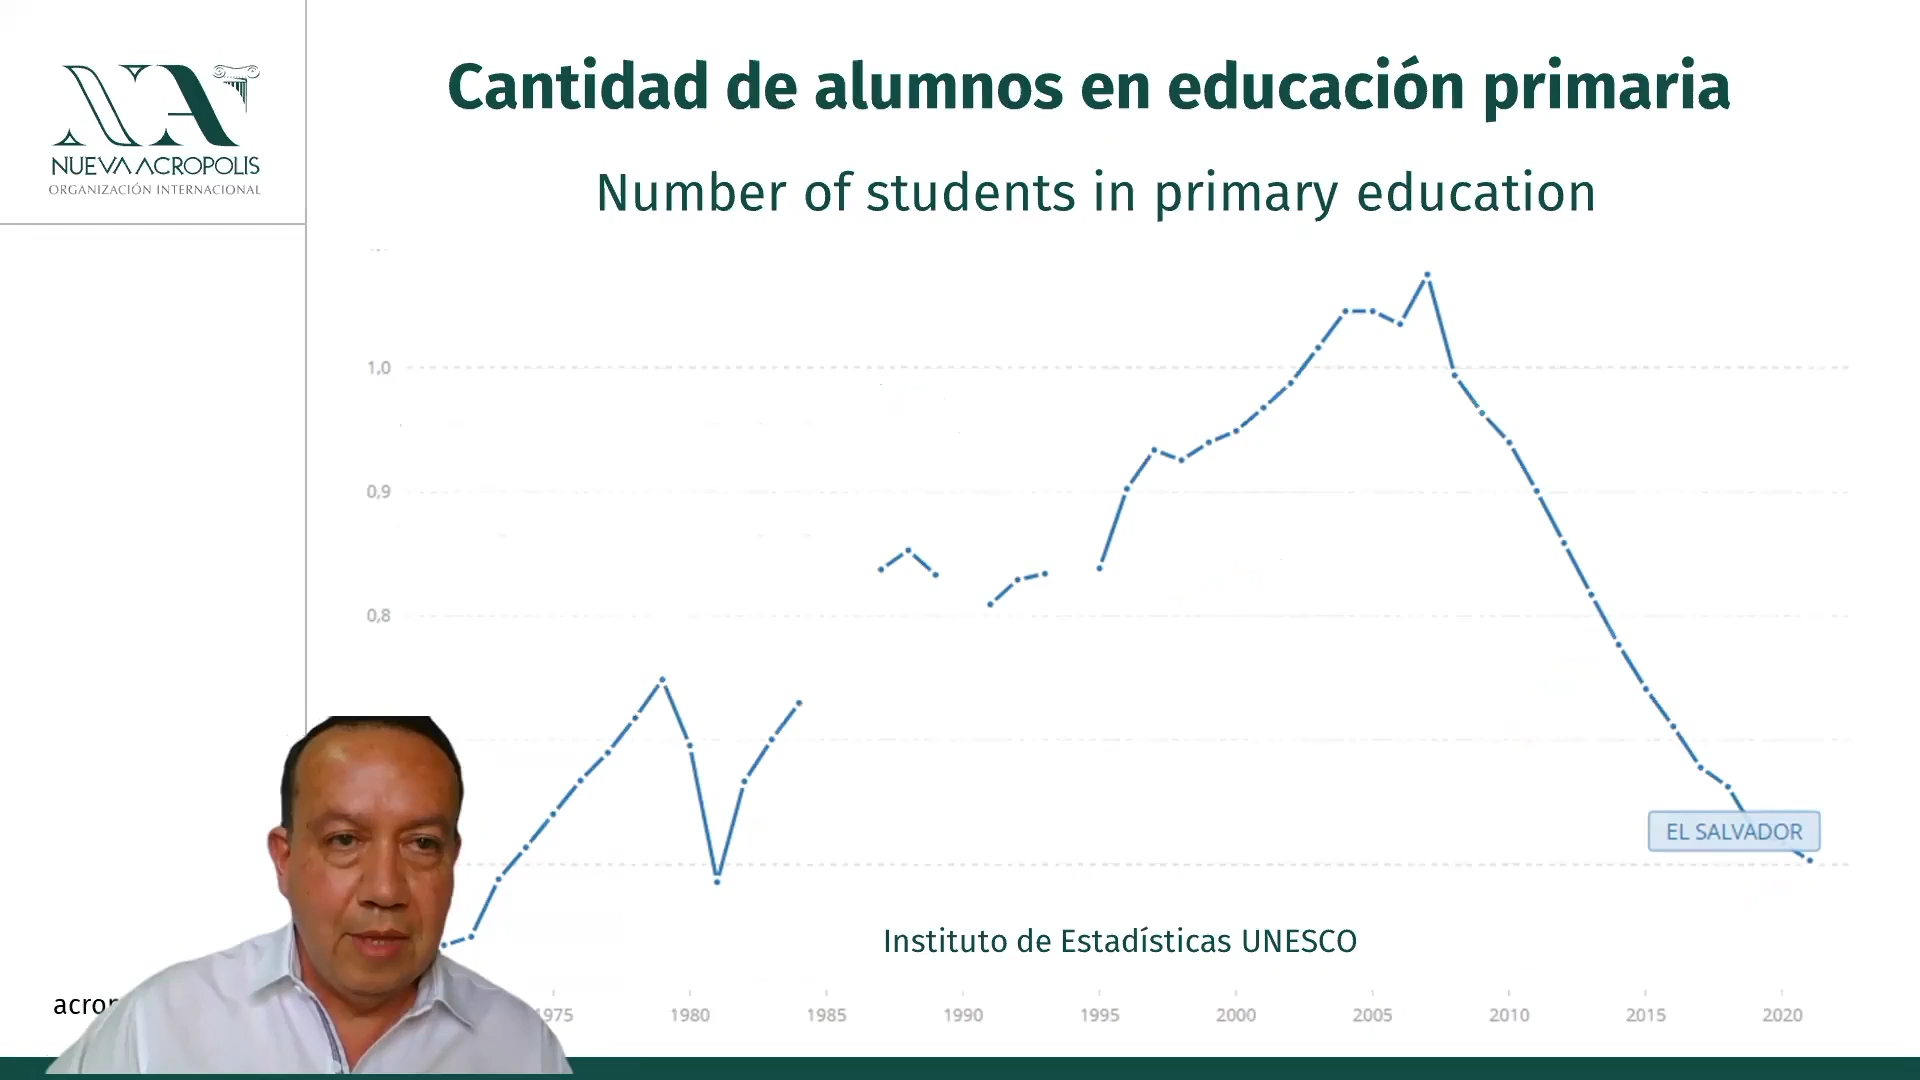 NUEVA ACROPOLIS
ORGANIZACIÓN INTERNACIONAL
Cantidad de alumnos en educación primaria
Number of students in primary education
1,0
0,9
0,8
EL SALVADOR
Instituto de Estadísticas UNESCO
1980
1985
1990
1995
2000
2005
2010
2015
2020